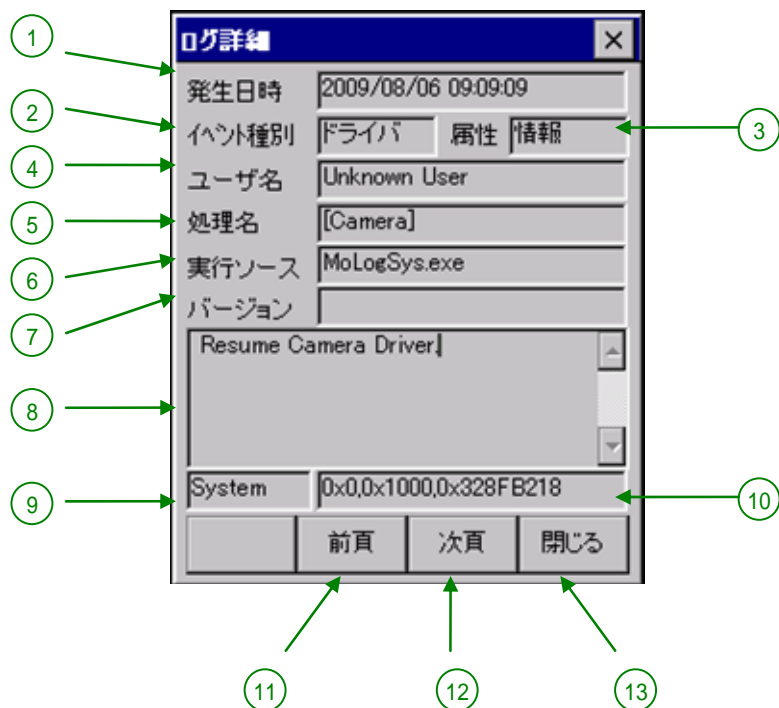 ログ詳細
① 発生日時 2009/08/06 09:09:09
② イベント種別 ドライバ 属性 情報 ③
④ ユーザ名 Unknown User
⑤ 処理名 [Camera]
⑥ 実行ソース MoLogSys.exe
⑦ バージョン
⑧ Resume Camera Driver.
⑨ System 0x0,0x1000,0x328FB218 ⑩
前頁 次頁 閉じる
⑪ ⑫ ⑬